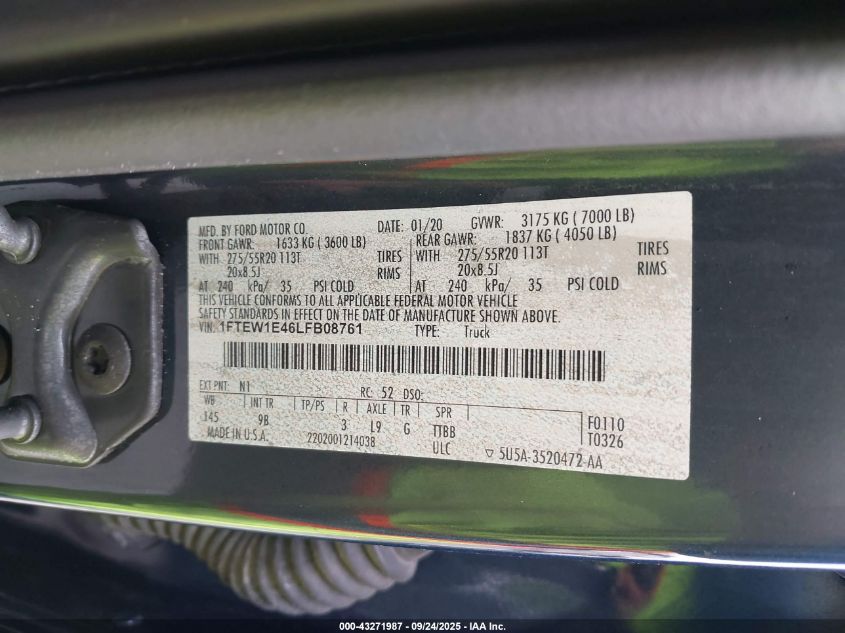 MFD. BY FORD MOTOR CO. DATE: 01/20 GVWR: 3175 KG ( 7000 LB)
FRONT GAWR: 1633 KG ( 3600 LB) REAR GAWR: 1837 KG ( 4050 LB)
WITH 275/55R20 113T TIRES WITH 275/55R20 113T TIRES
20x8.5J RIMS 20x8.5J RIMS
AT 240 kPa/ 35 PSI COLD AT 240 kPa/ 35 PSI COLD
THIS VEHICLE CONFORMS TO ALL APPLICABLE FEDERAL MOTOR VEHICLE
SAFETY STANDARDS IN EFFECT ON THE DATE OF MANUFACTURE SHOWN ABOVE.
VIN: 1FTEW1E46LFB08761 TYPE: Truck
EXT PNT: N1 RC: 52 DSO:
WB INT TR TP/PS R AXLE TR SPR
145 9B 3 L9 G TTBB F0110
MADE IN U.S.A. 2202001214038 ULC ▽ 5U5A-3520472-AA T0326
000-43271987 - 09/24/2025 - IAA Inc.